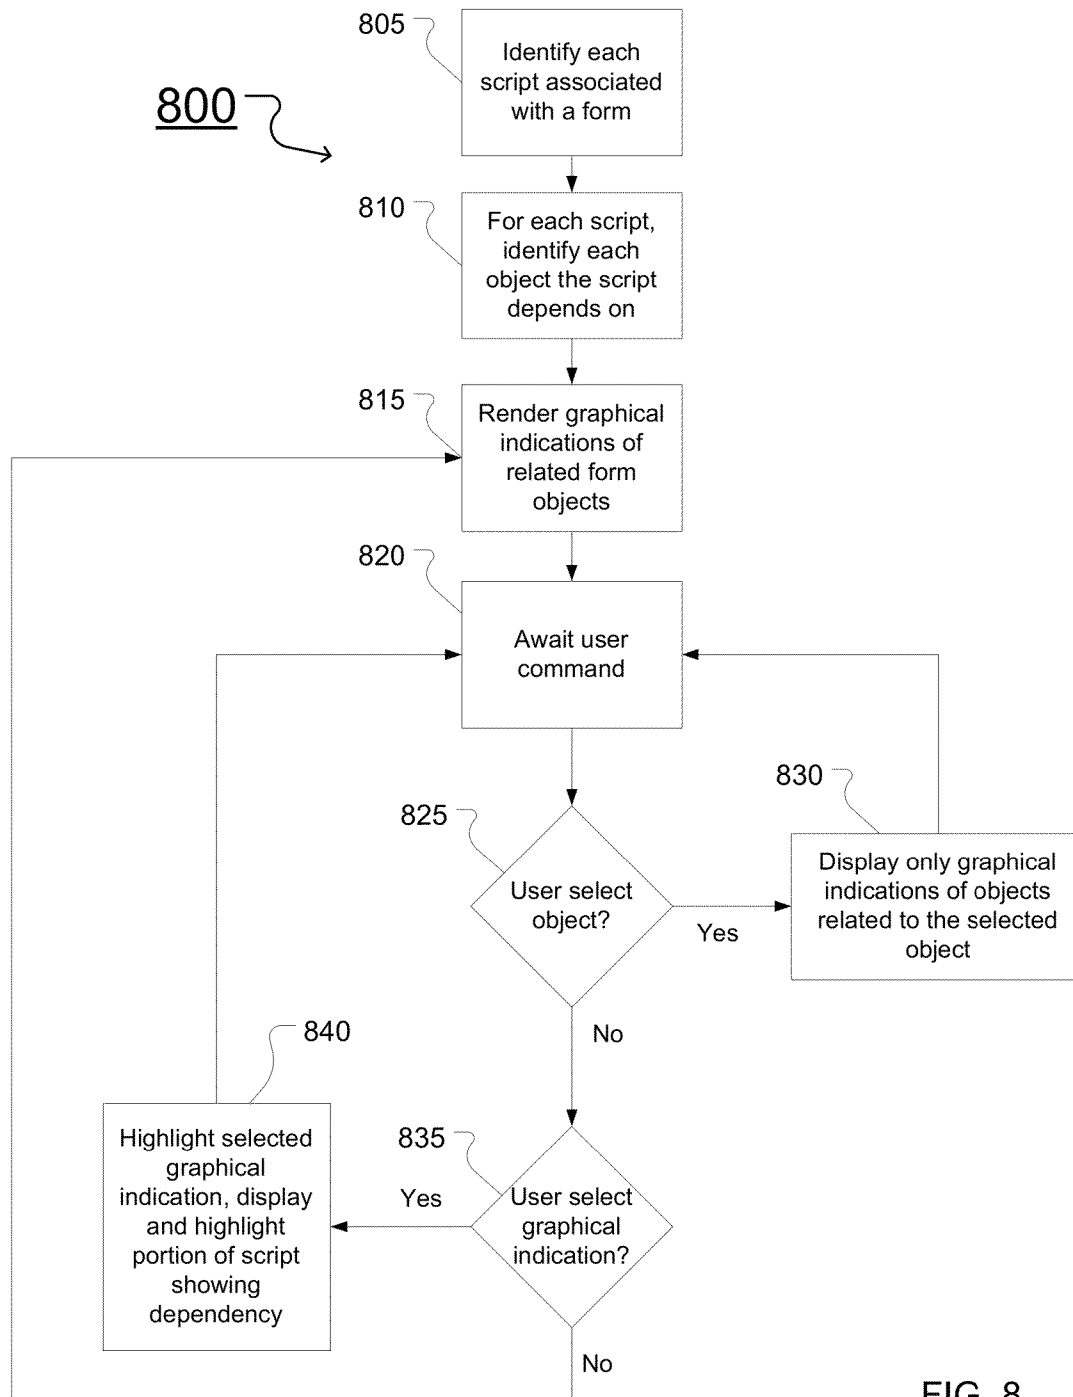 805
Identify each
script associated
with a form
800
810
For each script,
identify each
object the script
depends on
815
Render graphical
indications of
related form
objects
820
Await user
command
825
User select
object?
Yes
830
Display only graphical
indications of objects
related to the selected
object
No
840
Highlight selected
graphical
indication, display
and highlight
portion of script
showing
dependency
835
Yes
User select
graphical
indication?
No
FIG. 8